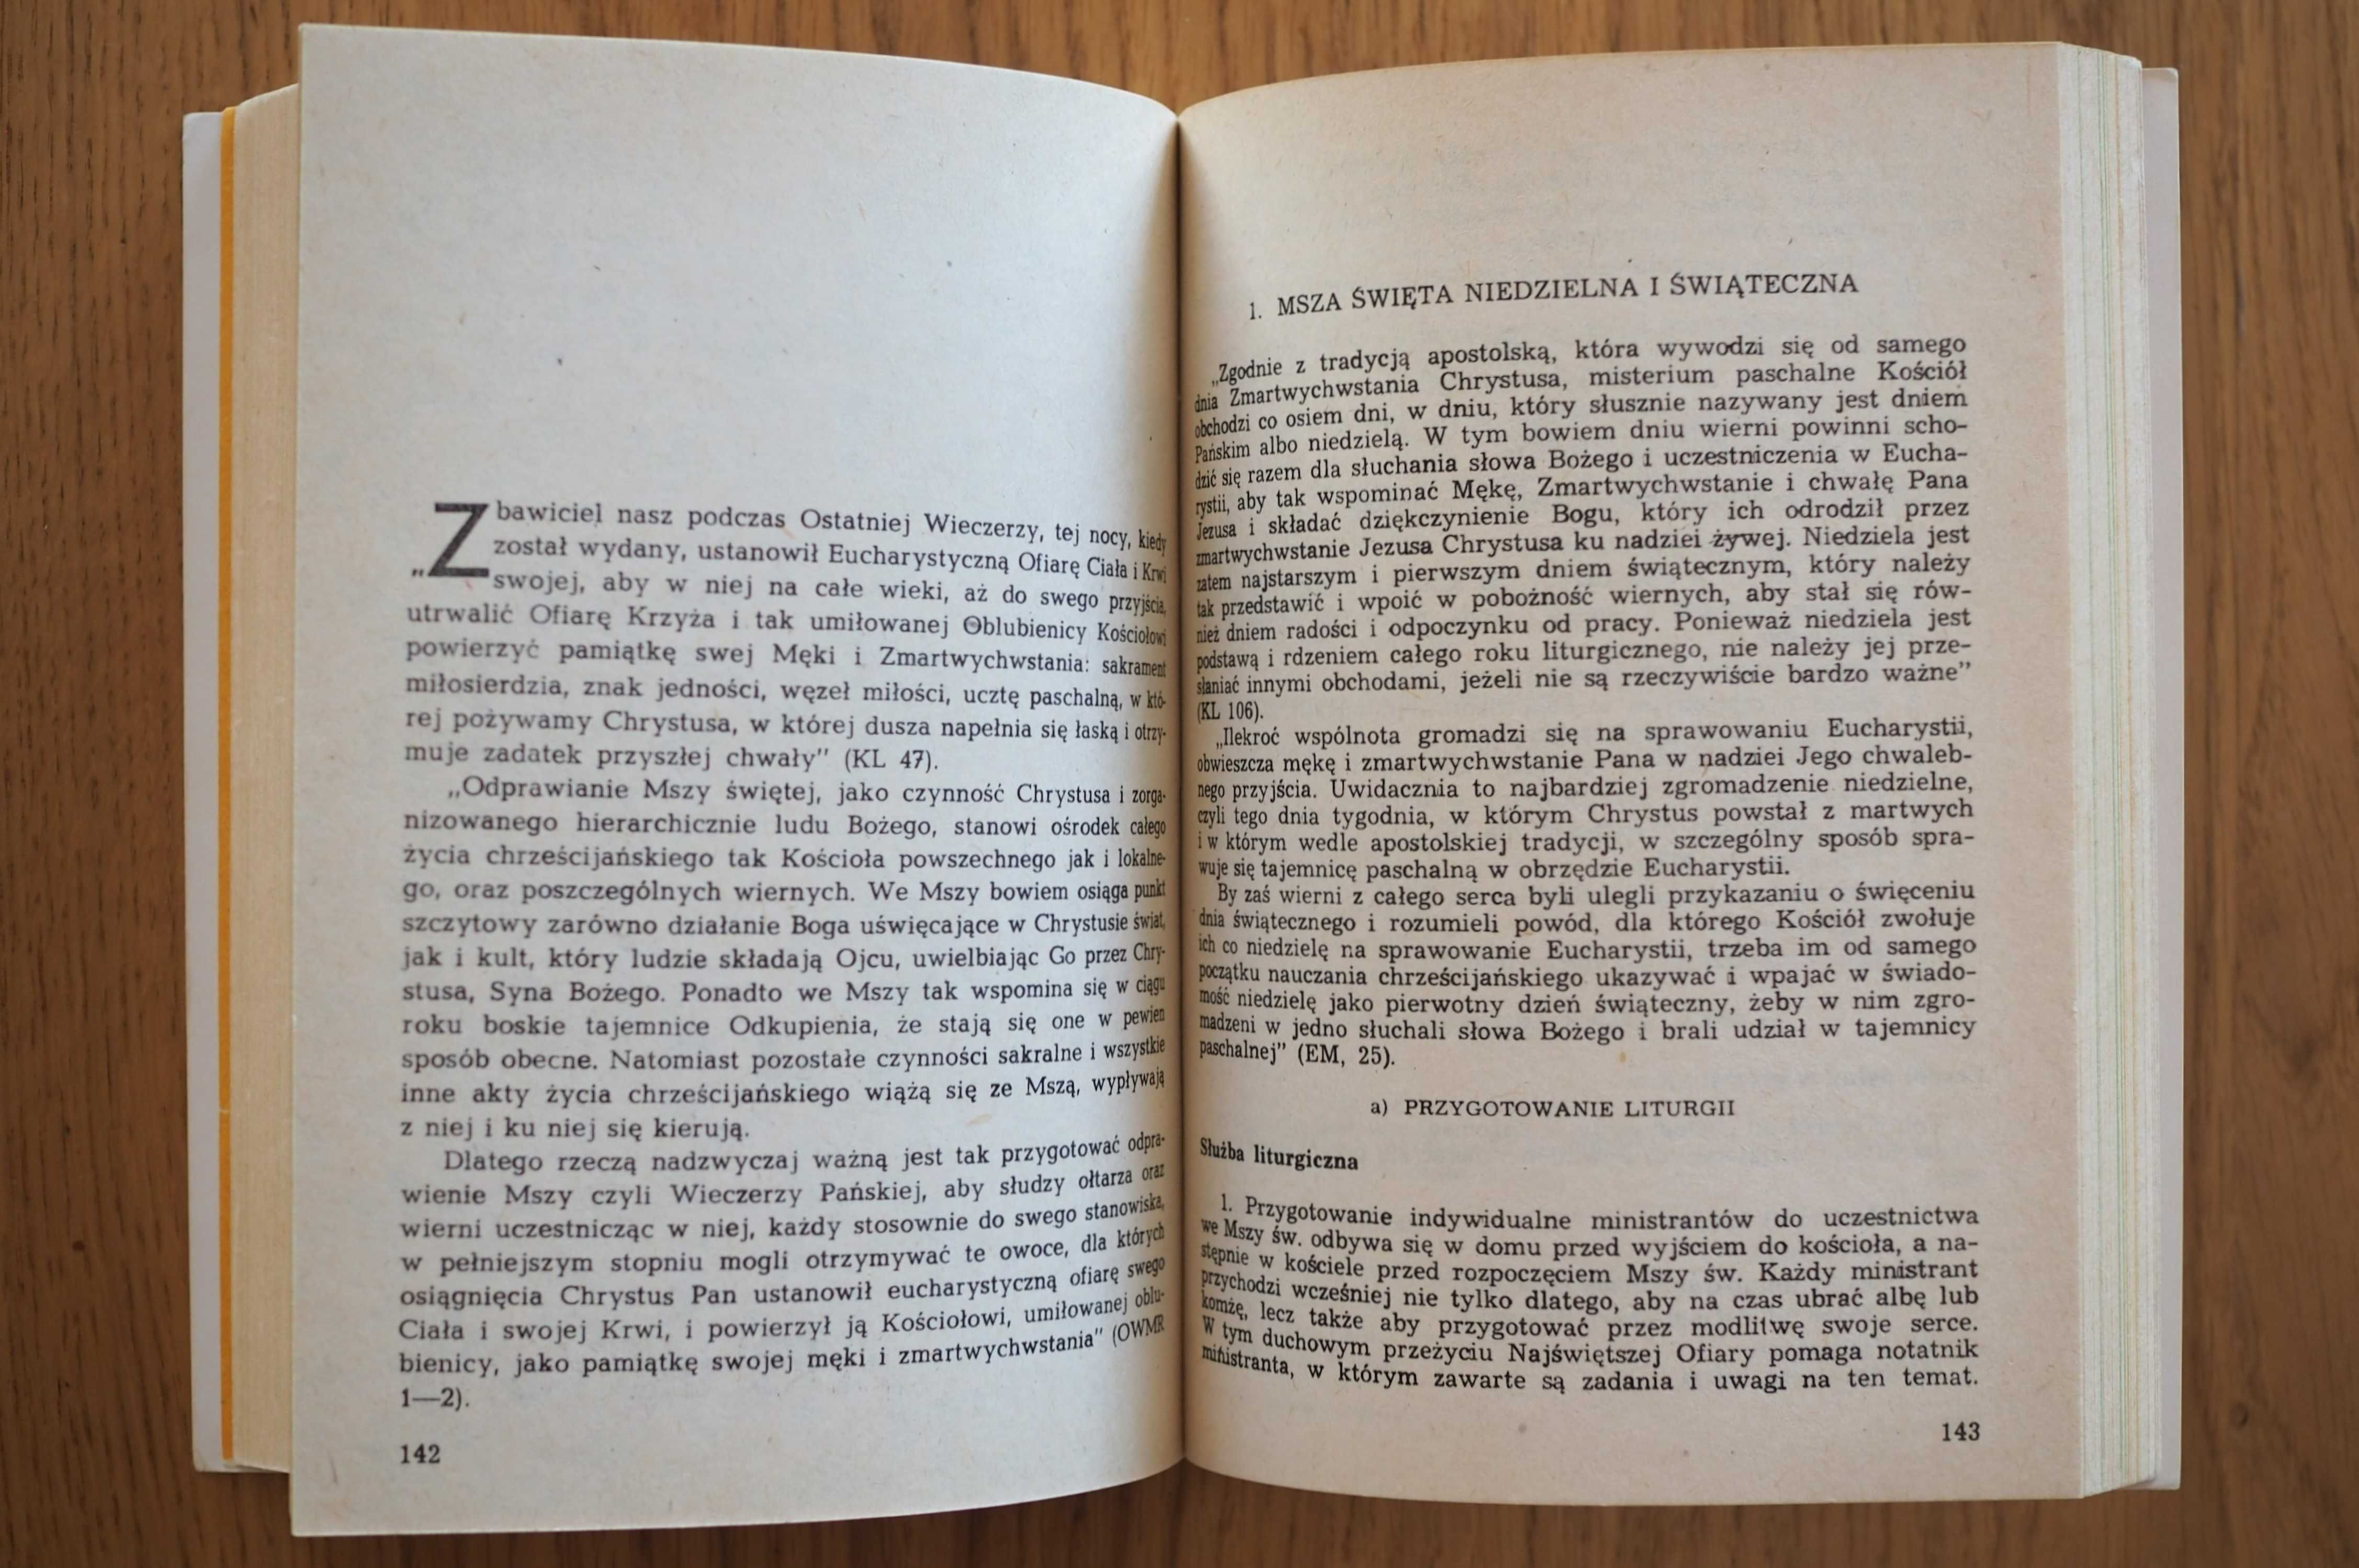 „Zbawiciel nasz podczas Ostatniej Wieczerzy, tej nocy, kiedy
został wydany, ustanowił Eucharystyczną Ofiarę Ciała i Krwi
swojej, aby w niej na całe wieki, aż do swego przyjścia,
utrwalić Ofiarę Krzyża i tak umiłowanej Oblubienicy Kościołowi
powierzyć pamiątkę swej Męki i Zmartwychwstania: sakrament
miłosierdzia, znak jedności, węzeł miłości, ucztę paschalną, w któ-
rej pożywamy Chrystusa, w której dusza napełnia się łaską i otrzy-
muje zadatek przyszłej chwały" (KL 47).
„Odprawianie Mszy świętej, jako czynność Chrystusa i zorga-
nizowanego hierarchicznie ludu Bożego, stanowi ośrodek całego
życia chrześcijańskiego tak Kościoła powszechnego jak i lokalne-
go, oraz poszczególnych wiernych. We Mszy bowiem osiąga punkt
szczytowy zarówno działanie Boga uświęcające w Chrystusie świat,
jak i kult, który ludzie składają Ojcu, uwielbiając Go przez Chry-
stusa, Syna Bożego. Ponadto we Mszy tak wspomina się w ciągu
roku boskie tajemnice Odkupienia, że stają się one w pewien
sposób obecne. Natomiast pozostałe czynności sakralne i wszystkie
inne akty życia chrześcijańskiego wiążą się ze Mszą, wypływają
z niej i ku niej się kierują.
Dlatego rzeczą nadzwyczaj ważną jest tak przygotować odpra-
wienie Mszy czyli Wieczerzy Pańskiej, aby słudzy ołtarza oraz
wierni uczestnicząc w niej, każdy stosownie do swego stanowiska,
w pełniejszym stopniu mogli otrzymywać te owoce, dla których
osiągnięcia Chrystus Pan ustanowił eucharystyczną ofiarę swego
Ciała i swojej Krwi, i powierzył ją Kościołowi, umiłowanej oblu-
bienicy, jako pamiątkę swojej męki i zmartwychwstania" (OWMR
1—2).
142
1. MSZA ŚWIĘTA NIEDZIELNA I ŚWIĄTECZNA
„Zgodnie z tradycją apostolską, która wywodzi się od samego
dnia Zmartwychwstania Chrystusa, misterium paschalne Kościół
obchodzi co osiem dni, w dniu, który słusznie nazywany jest dniem
Pańskim albo niedzielą. W tym bowiem dniu wierni powinni scho-
dzić się razem dla słuchania słowa Bożego i uczestniczenia w Eucha-
rystii, aby tak wspominać Mękę, Zmartwychwstanie i chwałę Pana
Jezusa i składać dziękczynienie Bogu, który ich odrodził przez
zmartwychwstanie Jezusa Chrystusa ku nadziei żywej. Niedziela jest
zatem najstarszym i pierwszym dniem świątecznym, który należy
tak przedstawić i wpoić w pobożność wiernych, aby stał się rów-
nież dniem radości i odpoczynku od pracy. Ponieważ niedziela jest
podstawą i rdzeniem całego roku liturgicznego, nie należy jej prze-
słaniać innymi obchodami, jeżeli nie są rzeczywiście bardzo ważne"
(KL 106).
„Ilekroć wspólnota gromadzi się na sprawowaniu Eucharystii,
obwieszcza mękę i zmartwychwstanie Pana w nadziei Jego chwaleb-
nego przyjścia. Uwidacznia to najbardziej zgromadzenie niedzielne,
czyli tego dnia tygodnia, w którym Chrystus powstał z martwych
i w którym wedle apostolskiej tradycji, w szczególny sposób spra-
wuje się tajemnicę paschalną w obrzędzie Eucharystii.
By zaś wierni z całego serca byli ulegli przykazaniu o święceniu
dnia świątecznego i rozumieli powód, dla którego Kościół zwołuje
ich co niedzielę na sprawowanie Eucharystii, trzeba im od samego
początku nauczania chrześcijańskiego ukazywać i wpajać w świado-
mość niedzielę jako pierwotny dzień świąteczny, żeby w nim zgro-
madzeni w jedno słuchali słowa Bożego i brali udział w tajemnicy
paschalnej" (EM, 25).
a) PRZYGOTOWANIE LITURGII
Służba liturgiczna
1. Przygotowanie indywidualne ministrantów do uczestnictwa
we Mszy św. odbywa się w domu przed wyjściem do kościoła, a na-
stępnie w kościele przed rozpoczęciem Mszy św. Każdy ministrant
przychodzi wcześniej nie tylko dlatego, aby na czas ubrać albę lub
komżę, lecz także aby przygotować przez modlitwę swoje serce.
W tym duchowym przeżyciu Najświętszej Ofiary pomaga notatnik
ministranta, w którym zawarte są zadania i uwagi na ten temat.
143